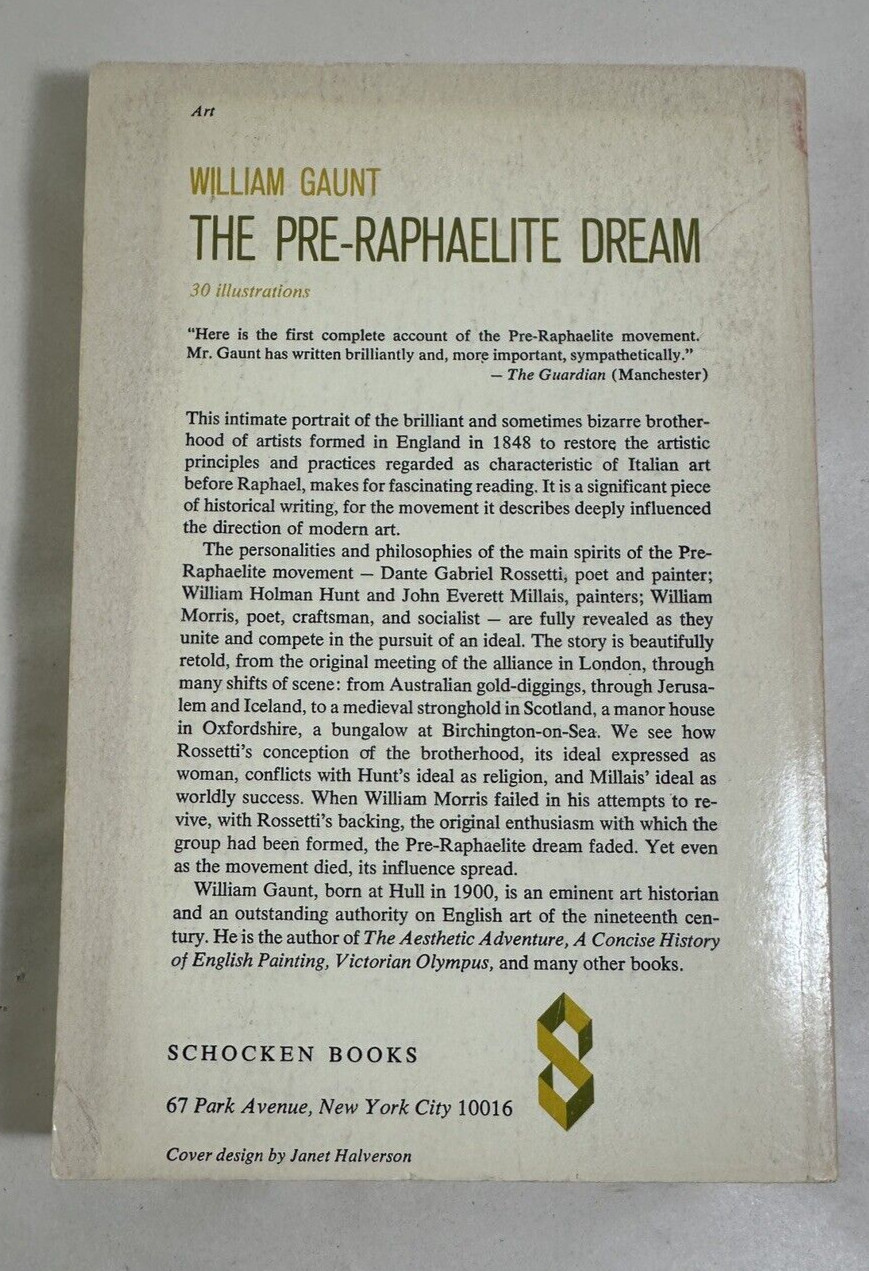 Art
WILLIAM GAUNT
THE PRE-RAPHAELITE DREAM
30 illustrations
“Here is the first complete account of the Pre-Raphaelite movement.
Mr. Gaunt has written brilliantly and, more important, sympathetically.”
— The Guardian (Manchester)
This intimate portrait of the brilliant and sometimes bizarre brother-
hood of artists formed in England in 1848 to restore the artistic
principles and practices regarded as characteristic of Italian art
before Raphael, makes for fascinating reading. It is a significant piece
of historical writing, for the movement it describes deeply influenced
the direction of modern art.
The personalities and philosophies of the main spirits of the Pre-
Raphaelite movement — Dante Gabriel Rossetti, poet and painter;
William Holman Hunt and John Everett Millais, painters; William
Morris, poet, craftsman, and socialist — are fully revealed as they
unite and compete in the pursuit of an ideal. The story is beautifully
retold, from the original meeting of the alliance in London, through
many shifts of scene: from Australian gold-diggings, through Jerusa-
lem and Iceland, to a medieval stronghold in Scotland, a manor house
in Oxfordshire, a bungalow at Birchington-on-Sea. We see how
Rossetti’s conception of the brotherhood, its ideal expressed as
woman, conflicts with Hunt’s ideal as religion, and Millais’ ideal as
worldly success. When William Morris failed in his attempts to re-
vive, with Rossetti’s backing, the original enthusiasm with which the
group had been formed, the Pre-Raphaelite dream faded. Yet even
as the movement died, its influence spread.
William Gaunt, born at Hull in 1900, is an eminent art historian
and an outstanding authority on English art of the nineteenth cen-
tury. He is the author of The Aesthetic Adventure, A Concise History
of English Painting, Victorian Olympus, and many other books.
SCHOCKEN BOOKS
67 Park Avenue, New York City 10016
Cover design by Janet Halverson